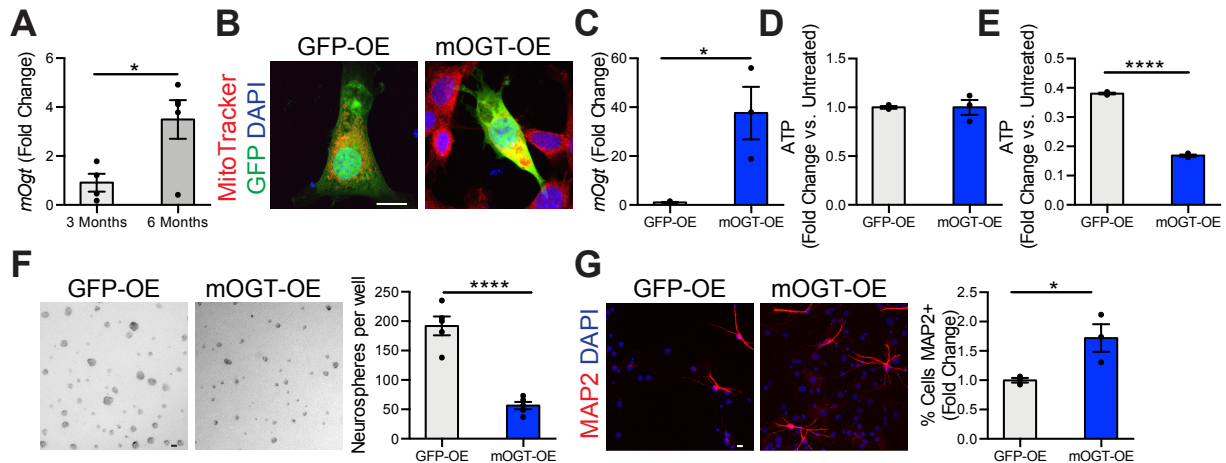 A
mOgt (Fold Change)
6
4
2
0
*
3 Months
6 Months
B
GFP-OE
mOGT-OE
MitoTracker
GFP DAPI
C
mOgt (Fold Change)
60
40
20
0
*
GFP-OE
mOGT-OE
D
ATP
(Fold Change vs. Untreated)
1.5
1.0
0.5
0.0
GFP-OE
mOGT-OE
E
ATP
(Fold Change vs. Untreated)
0.5
0.4
0.3
0.2
0.1
0.0
****
GFP-OE
mOGT-OE
F
GFP-OE
mOGT-OE
Neurospheres per well
250
200
150
100
50
0
****
GFP-OE
mOGT-OE
G
GFP-OE
mOGT-OE
MAP2 DAPI
% Cells MAP2+
(Fold Change)
2.5
2.0
1.5
1.0
0.5
0.0
*
GFP-OE
mOGT-OE